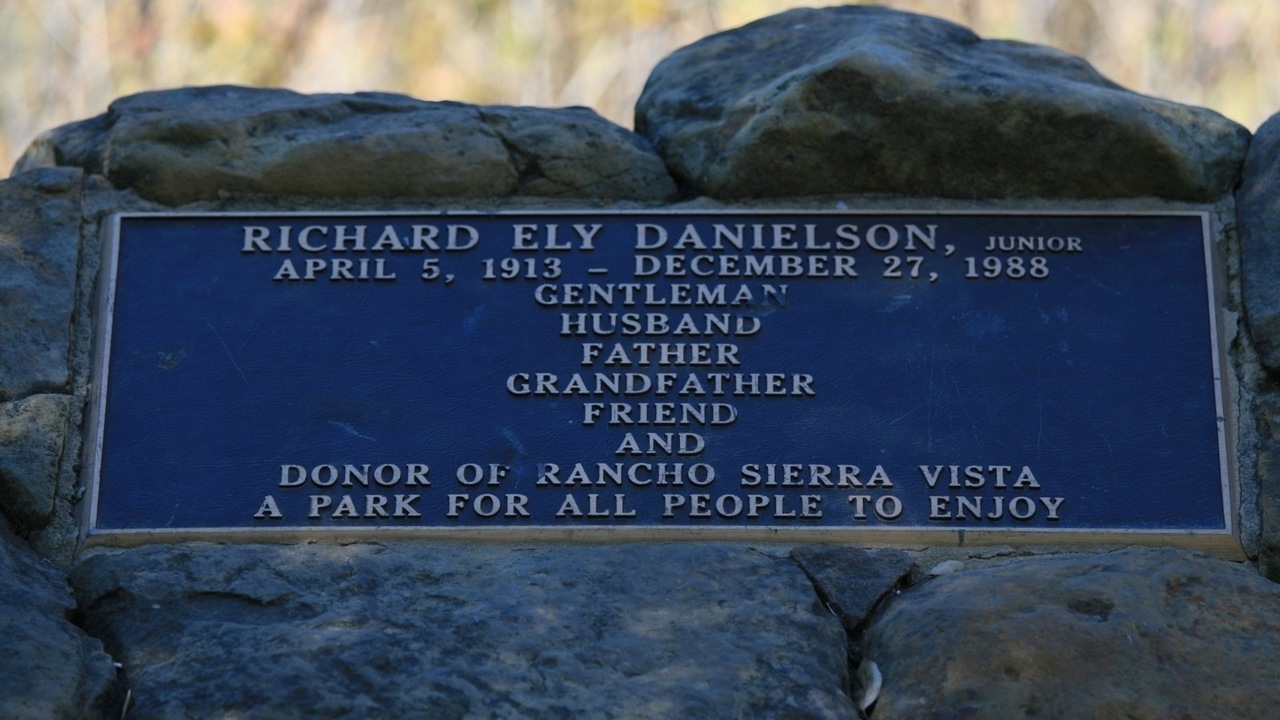 RICHARD ELY DANIELSON, JUNIOR
APRIL 5, 1913 – DECEMBER 27, 1988
GENTLEMAN
HUSBAND
FATHER
GRANDFATHER
FRIEND
AND
DONOR OF RANCHO SIERRA VISTA
A PARK FOR ALL PEOPLE TO ENJOY